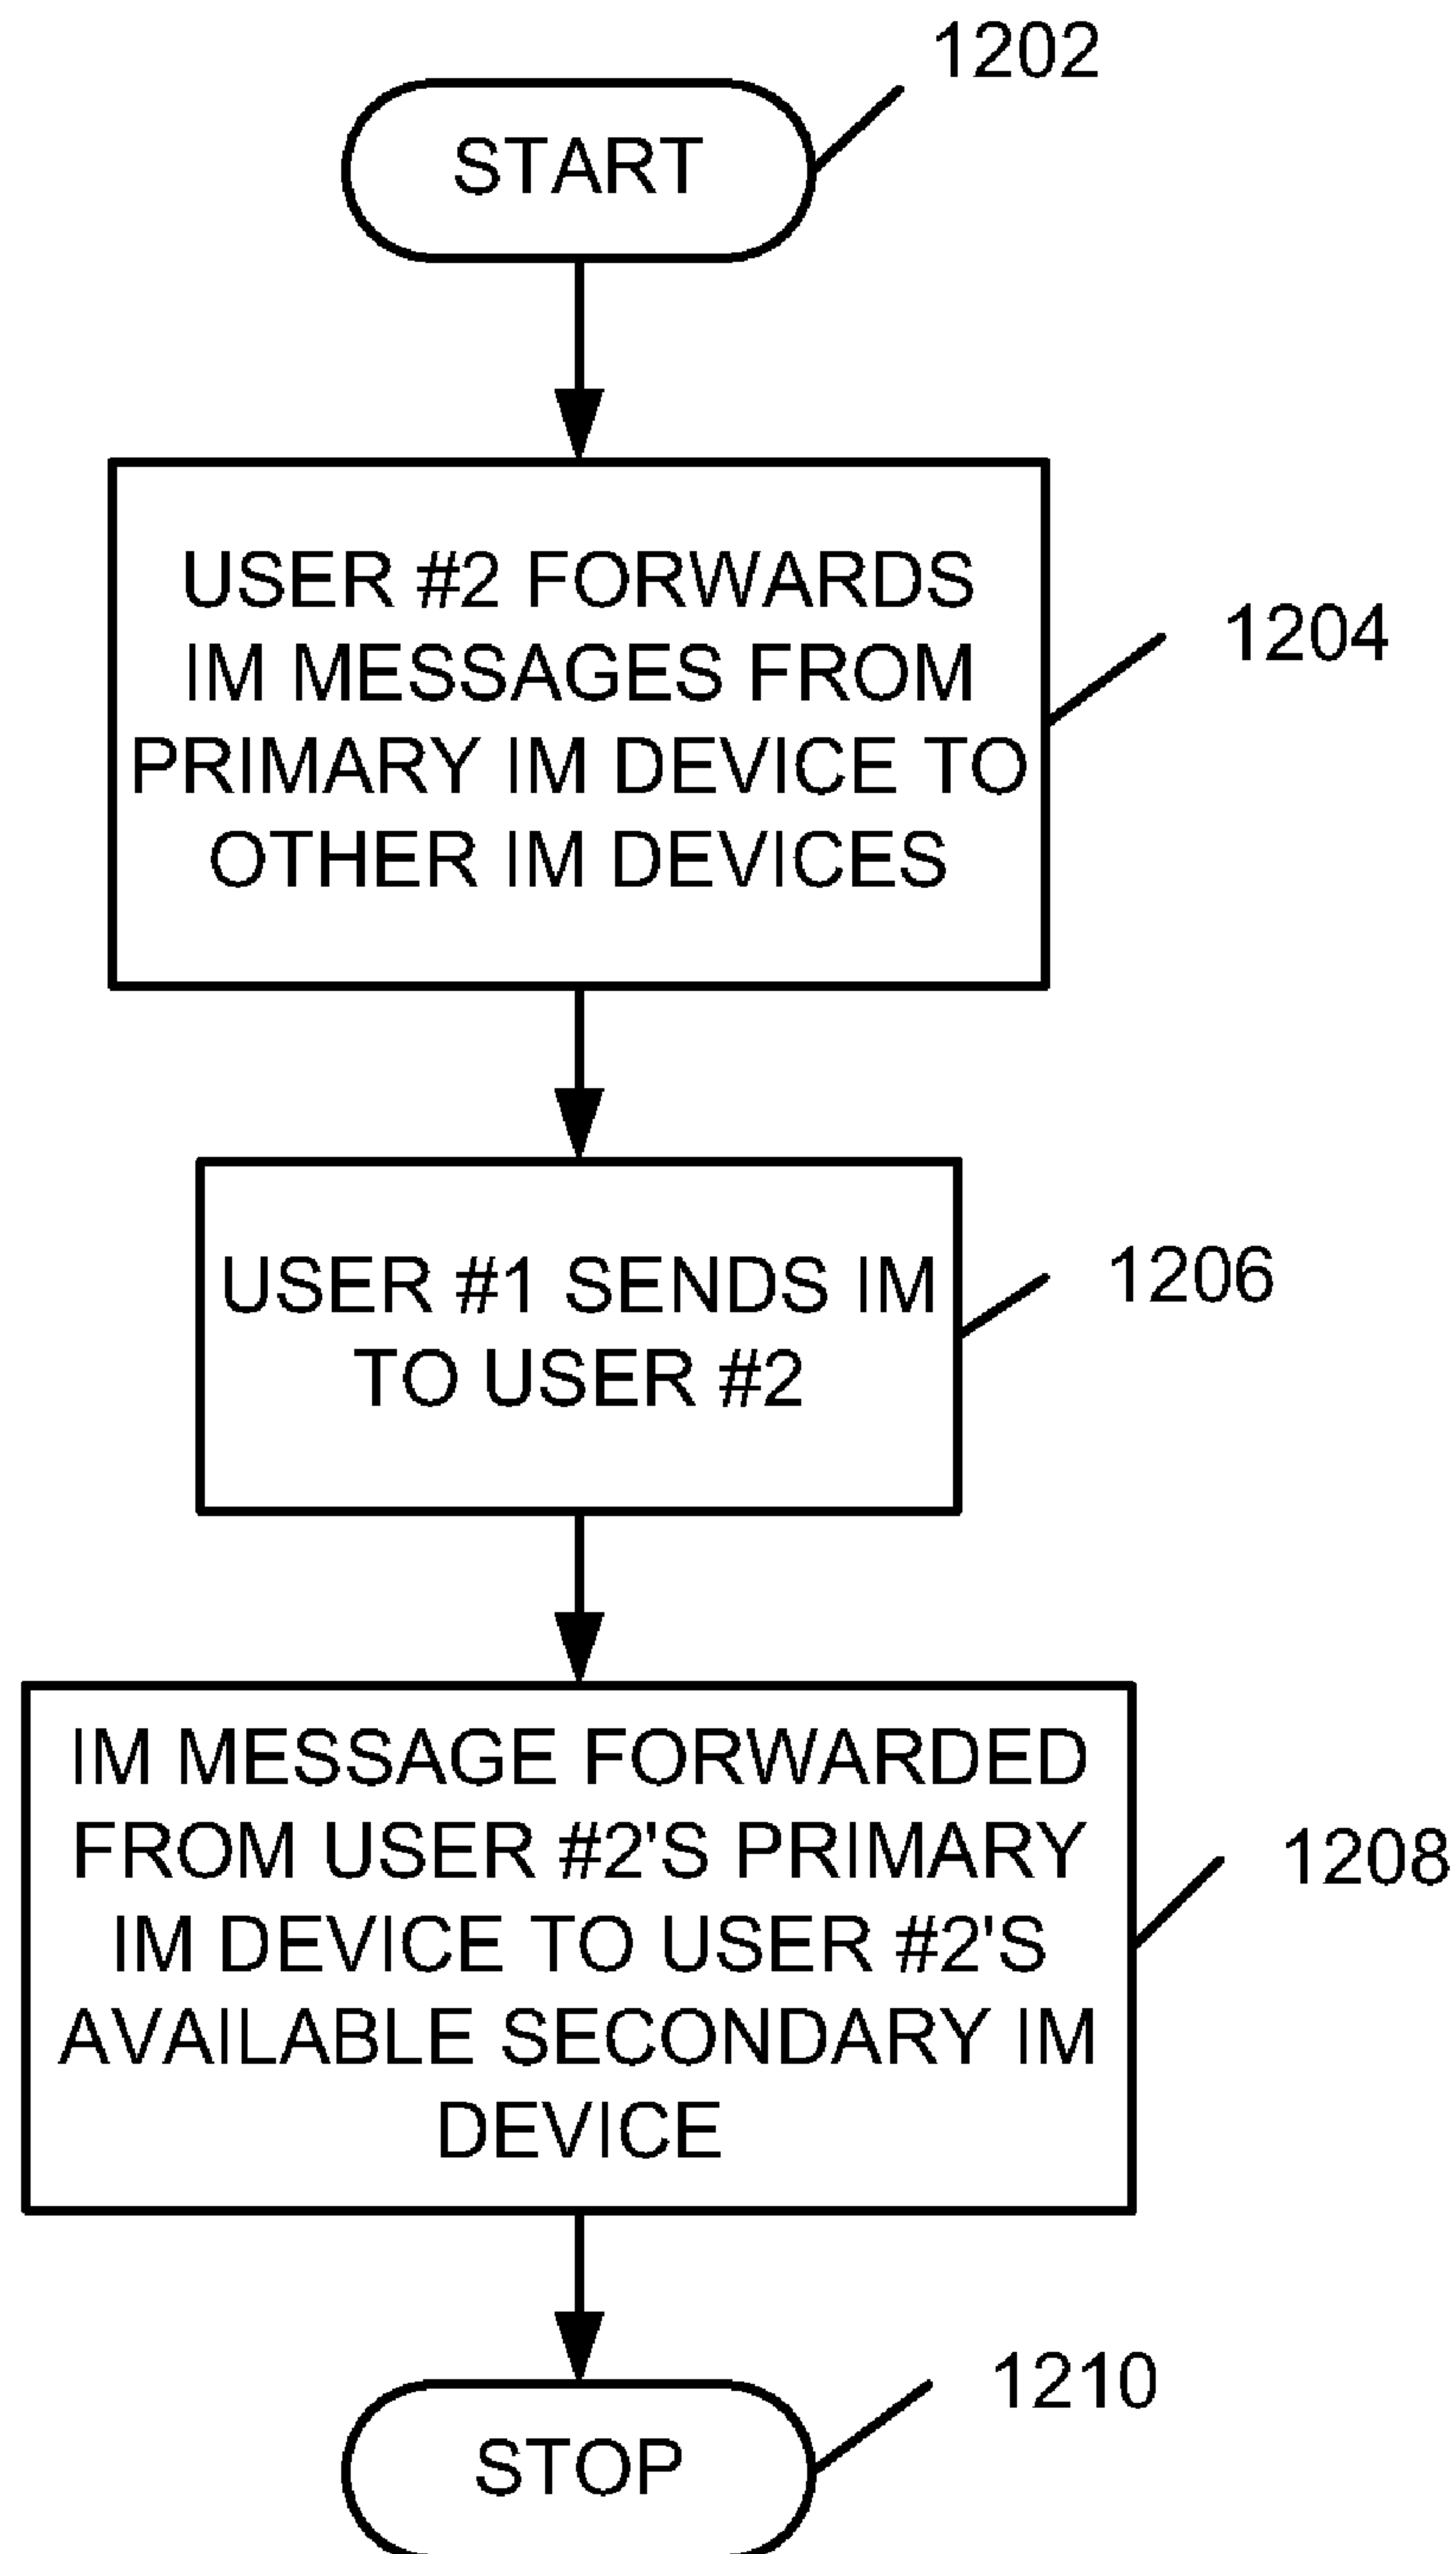 1202
START
USER #2 FORWARDS
IM MESSAGES FROM
PRIMARY IM DEVICE TO
OTHER IM DEVICES
1204
USER #1 SENDS IM
TO USER #2
1206
IM MESSAGE FORWARDED
FROM USER #2'S PRIMARY
IM DEVICE TO USER #2'S
AVAILABLE SECONDARY IM
DEVICE
1208
1210
STOP